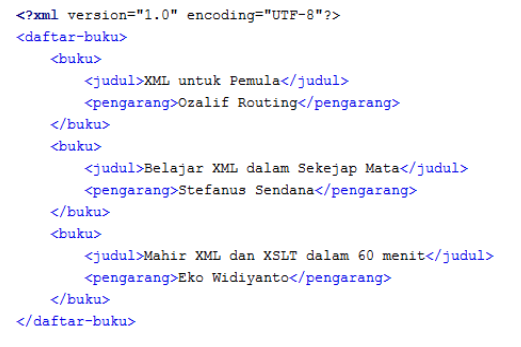 <?xml version="1.0" encoding="UTF-8"?>
<daftar-buku>
    <buku>
        <judul>XML untuk Pemula</judul>
        <pengarang>Ozalif Routing</pengarang>
    </buku>
    <buku>
        <judul>Belajar XML dalam Sekejap Mata</judul>
        <pengarang>Stefanus Sendana</pengarang>
    </buku>
    <buku>
        <judul>Mahir XML dan XSLT dalam 60 menit</judul>
        <pengarang>Eko Widiyanto</pengarang>
    </buku>
</daftar-buku>